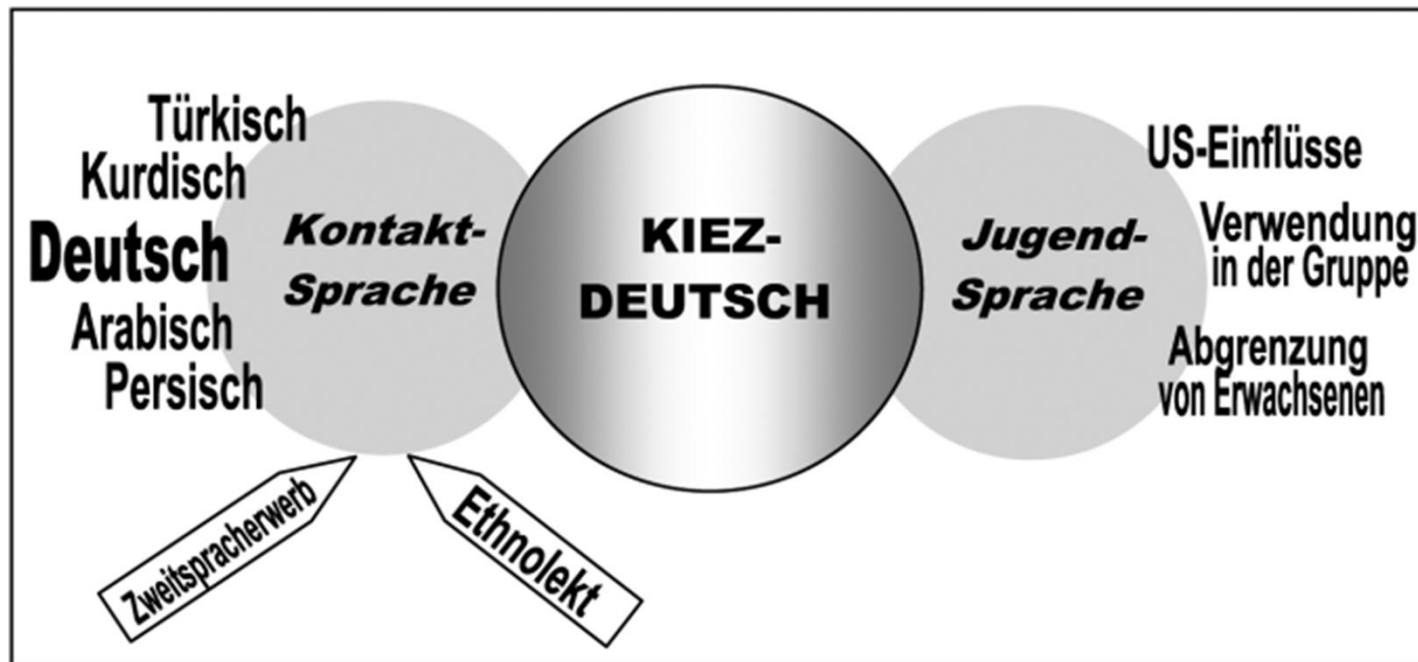 Türkisch
Kurdisch
Deutsch
Arabisch
Persisch
Kontakt-
Sprache
KIEZ-
DEUTSCH
Jugend-
Sprache
US-Einflüsse
Verwendung
in der Gruppe
Abgrenzung
von Erwachsenen
Zweitspracherwerb
Ethnolekt